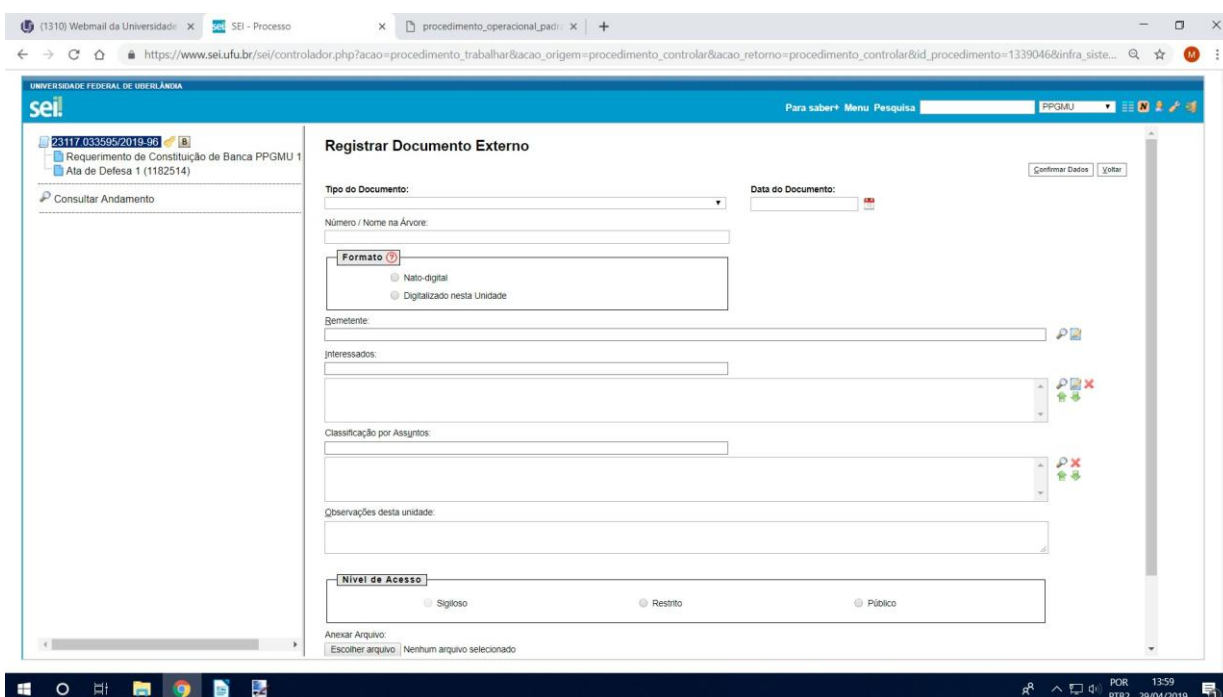 (1310) Webmail da Universidade
SEI - Processo
procedimento_operacional_padr
https://www.sei.ufu.br/sei/controlador.php?acao=procedimento_trabalhar&acao_origem=procedimento_controlar&acao_retorno=procedimento_controlar&id_procedimento=1339046&infra_siste...
M
UNIVERSIDADE FEDERAL DE UBERLÂNDIA
sei!
Para saber+ Menu Pesquisa
PPGMU
N
23117.033595/2019-96 B
Requerimento de Constituição de Banca PPGMU 1
Ata de Defesa 1 (1182514)
Consultar Andamento
Registrar Documento Externo
Confirmar Dados Voltar
Tipo do Documento:
Data do Documento:
Número / Nome na Árvore:
Formato ?
Nato-digital
Digitalizado nesta Unidade
Remetente:
Interessados:
Classificação por Assuntos:
Observações desta unidade:
Nível de Acesso
Sigiloso Restrito Público
Anexar Arquivo:
Escolher arquivo Nenhum arquivo selecionado
POR 13:59
PTB2 29/04/2019